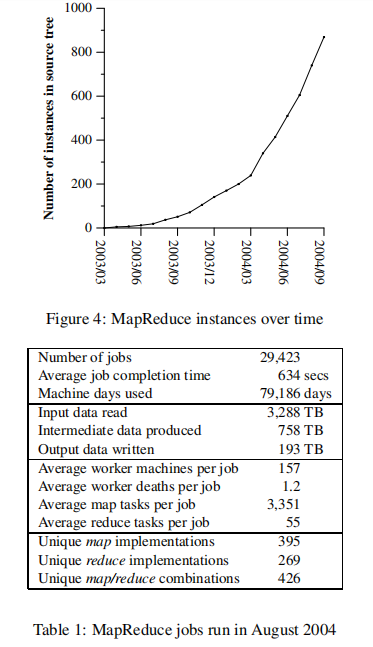 1000
800
600
400
200
0
Number of instances in source tree
2003/03
2003/06
2003/09
2003/12
2004/03
2004/06
2004/09
Figure 4: MapReduce instances over time
Number of jobs 29,423
Average job completion time 634 secs
Machine days used 79,186 days
Input data read 3,288 TB
Intermediate data produced 758 TB
Output data written 193 TB
Average worker machines per job 157
Average worker deaths per job 1.2
Average map tasks per job 3,351
Average reduce tasks per job 55
Unique map implementations 395
Unique reduce implementations 269
Unique map/reduce combinations 426
Table 1: MapReduce jobs run in August 2004